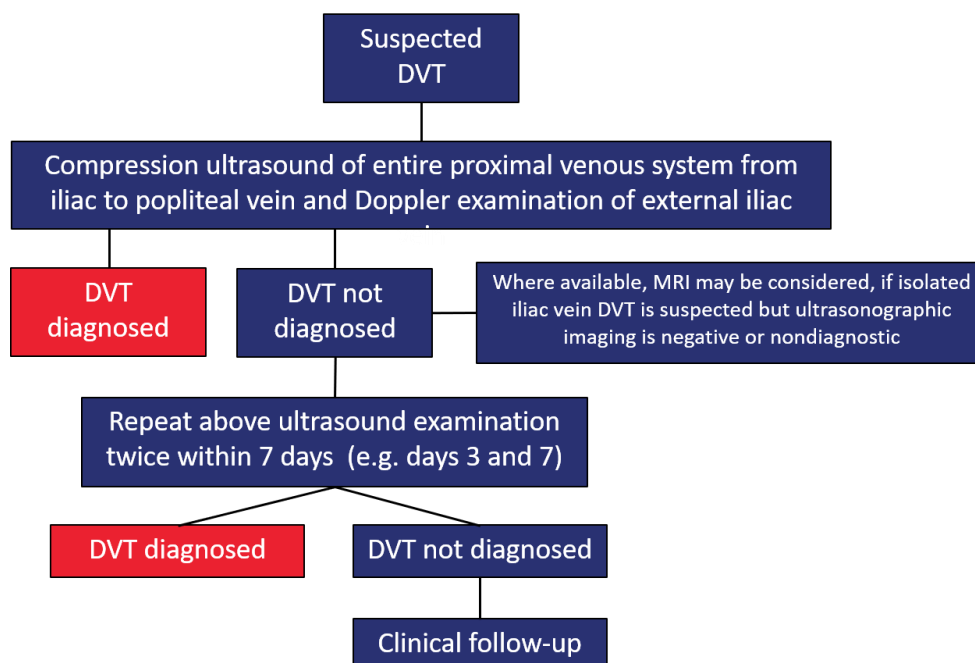 Suspected
DVT
Compression ultrasound of entire proximal venous system from
iliac to popliteal vein and Doppler examination of external iliac
DVT
diagnosed
DVT not
diagnosed
Where available, MRI may be considered, if isolated
iliac vein DVT is suspected but ultrasonographic
imaging is negative or nondiagnostic
Repeat above ultrasound examination
twice within 7 days (e.g. days 3 and 7)
DVT diagnosed
DVT not diagnosed
Clinical follow-up